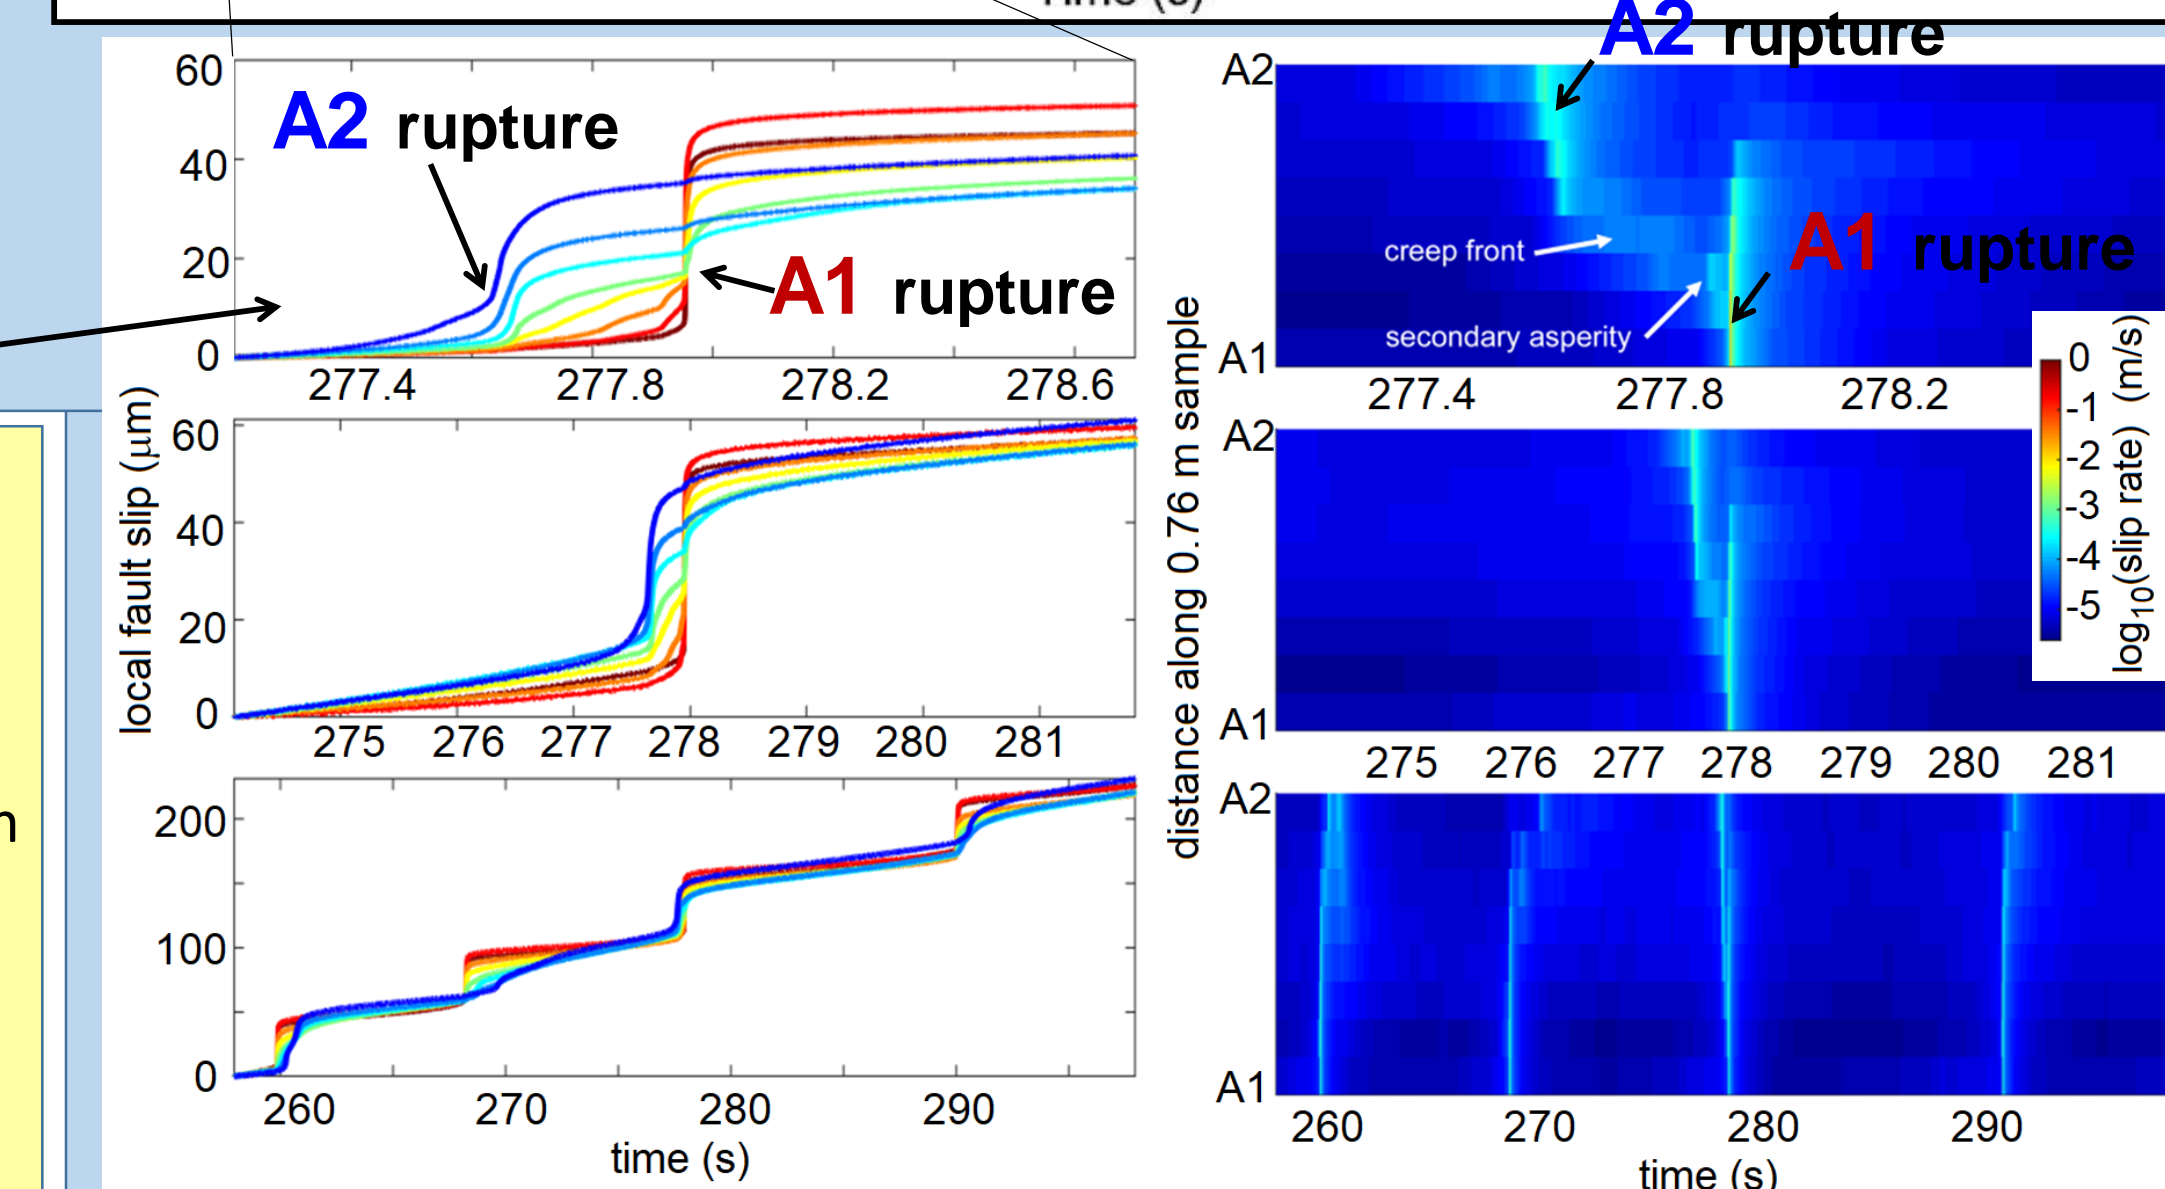 Time (s)
A2 rupture
60
40
20
0
A2 rupture
A1 rupture
277.4 277.8 278.2 278.6
local fault slip (μm)
60
40
20
0
275 276 277 278 279 280 281
200
100
0
260 270 280 290
time (s)
n
distance along 0.76 m sample
A2
A1
creep front
secondary asperity
A1 rupture
277.4 277.8 278.2
0
-1
-2
-3
-4
-5
log10(slip rate) (m/s)
A2
A1
275 276 277 278 279 280 281
A2
A1
260 270 280 290
time (s)